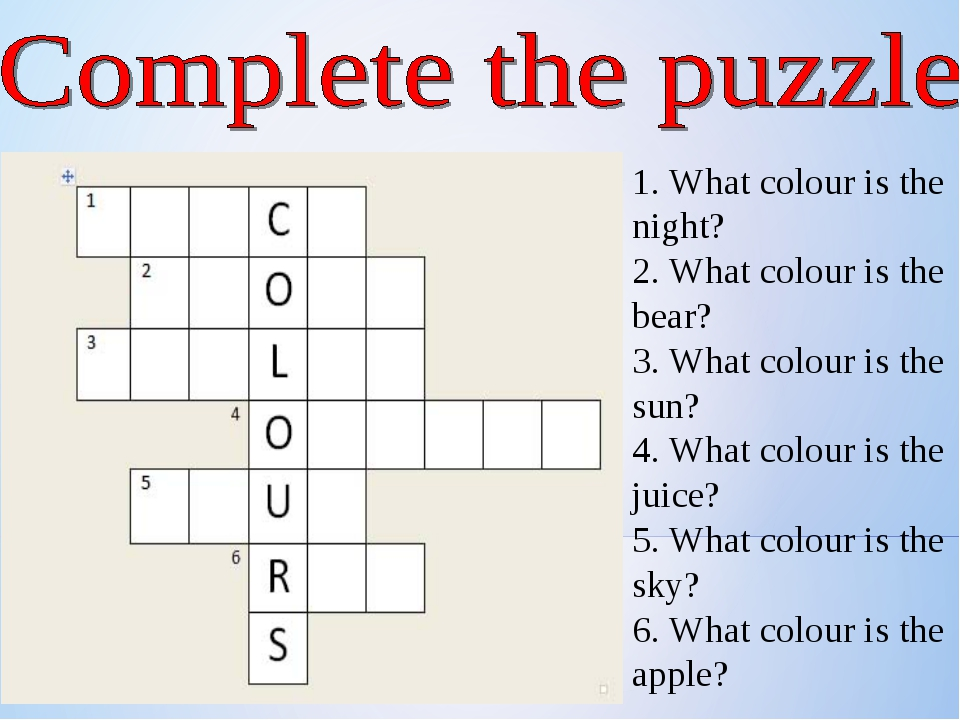 Complete the puzzle
1 C
2 O
3 L
4 O
5 U
6 R
S
1. What colour is the
night?
2. What colour is the
bear?
3. What colour is the
sun?
4. What colour is the
juice?
5. What colour is the
sky?
6. What colour is the
apple?